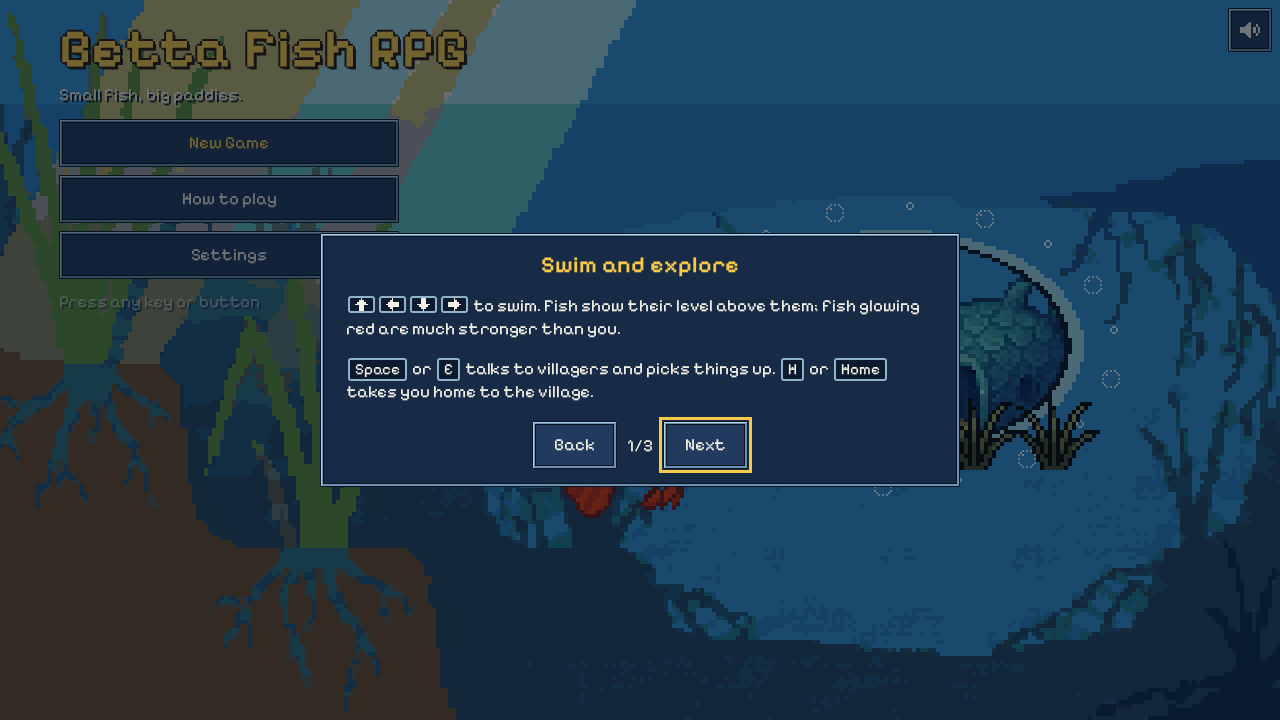 Betta Fish RPG
Small fish, big paddies.
New Game
How to play
Settings
Press any key or button
Swim and explore
to swim. Fish show their level above them; Fish glowing
red are much stronger than you.
Space or E talks to villagers and picks things up. H or Home
takes you home to the village.
Back 1/3 Next